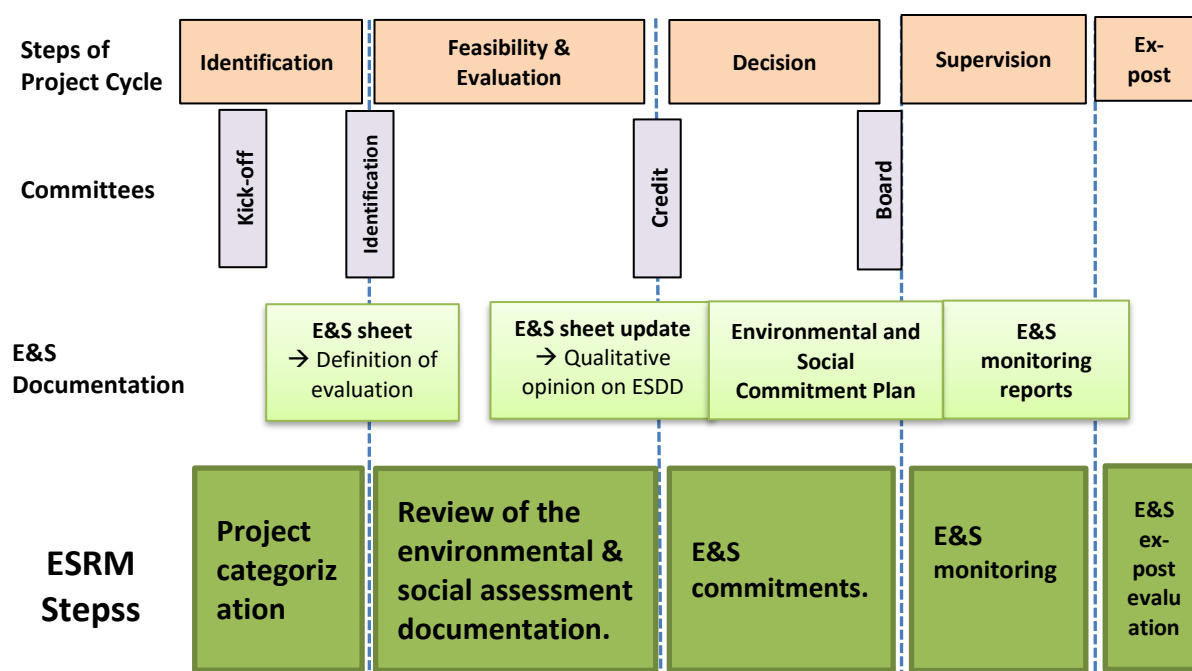 Steps of
Project Cycle
Identification
Feasibility &
Evaluation
Decision
Supervision
Ex-
post
Committees
Kick-off
Identification
Credit
Board
E&S
Documentation
E&S sheet
→ Definition of
evaluation
E&S sheet update
→ Qualitative
opinion on ESDD
Environmental and
Social
Commitment Plan
E&S
monitoring
reports
ESRM
Stepss
Project
categoriz
ation
Review of the
environmental &
social assessment
documentation.
E&S
commitments.
E&S
monitoring
E&S
ex-
post
evalu
ation